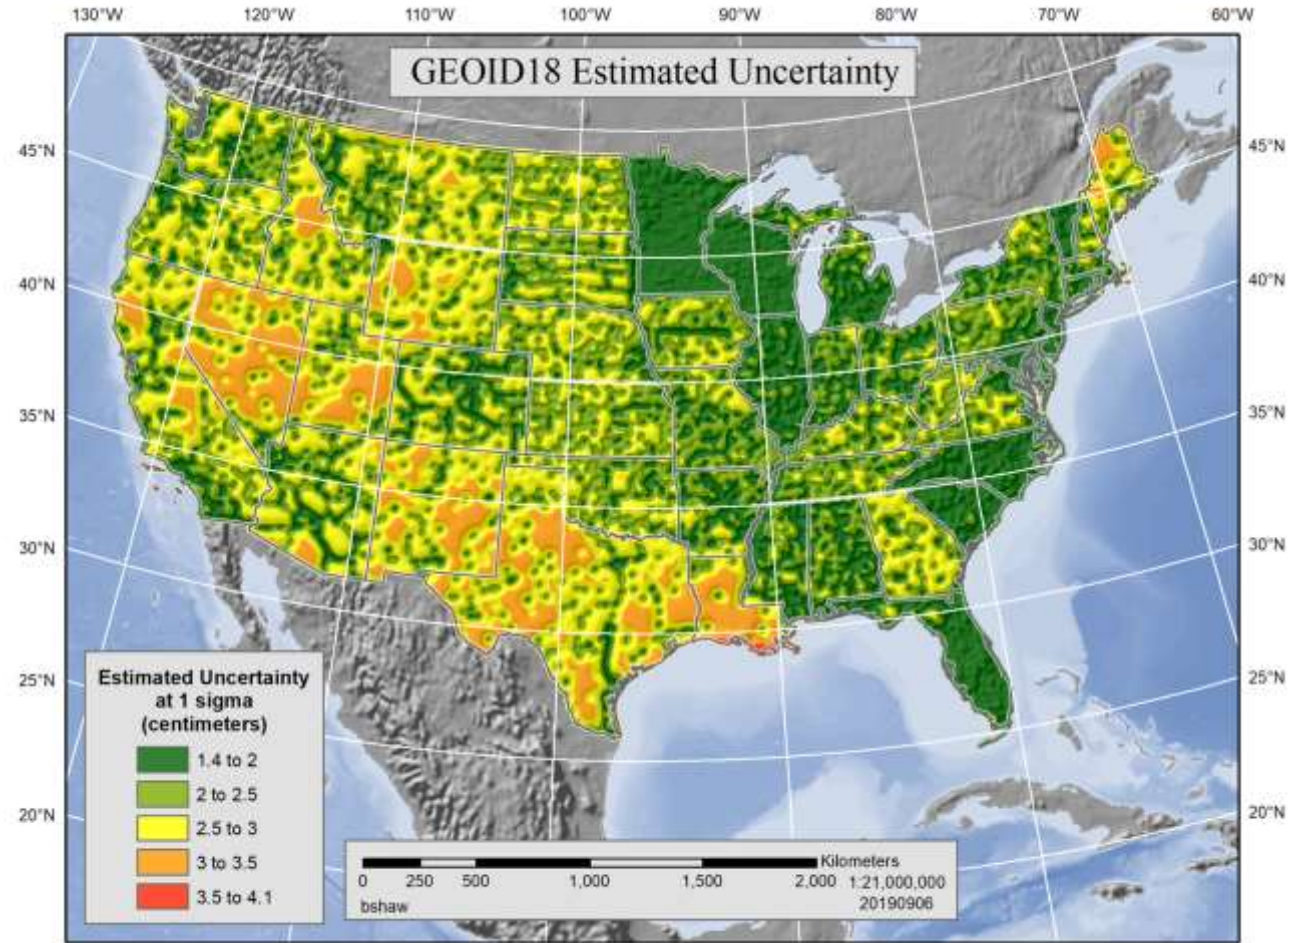 130°W 120°W 110°W 100°W 90°W 80°W 70°W 60°W
GEOID18 Estimated Uncertainty
45°N 45°N
40°N 40°N
35°N 35°N
30°N 30°N
25°N 25°N
20°N 20°N
Estimated Uncertainty
at 1 sigma
(centimeters)
1.4 to 2
2 to 2.5
2.5 to 3
3 to 3.5
3.5 to 4.1
Kilometers
0 250 500 1,000 1,500 2,000 1:21,000,000
bshaw 20190906